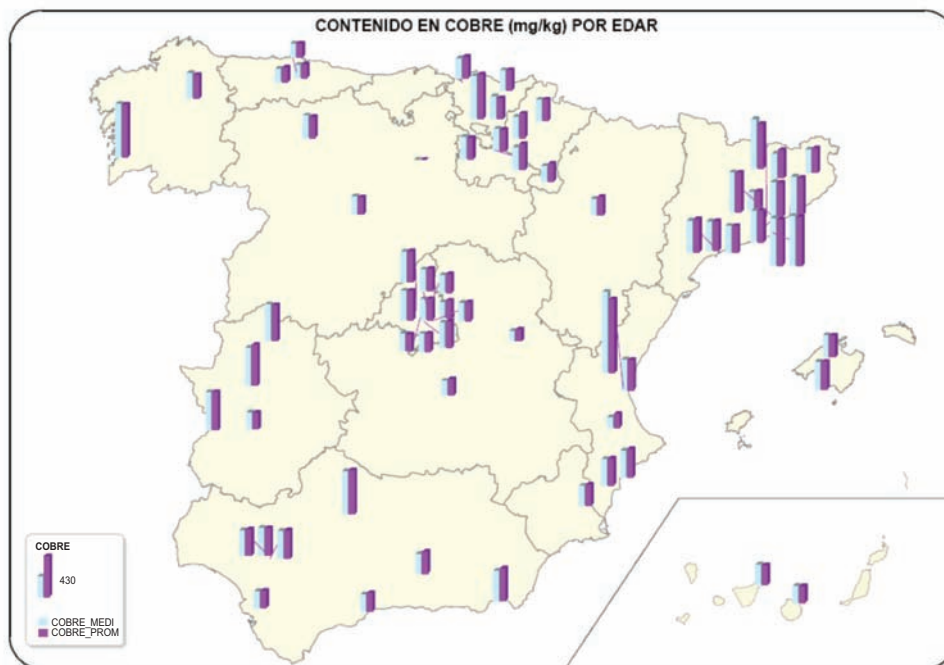 CONTENIDO EN COBRE (mg/kg) POR EDAR
COBRE
430
COBRE_MEDI
COBRE_PROM